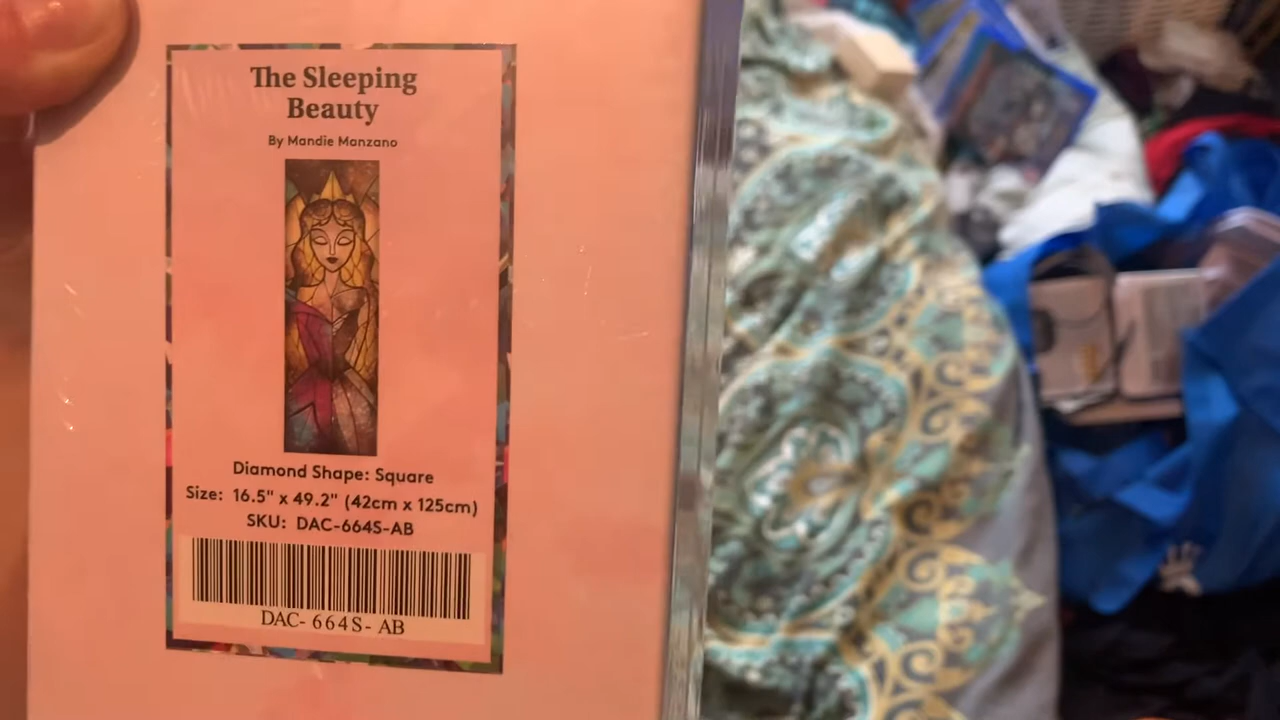 The Sleeping
Beauty
By Mandie Manzano
Diamond Shape: Square
Size: 16.5" x 49.2" (42cm x 125cm)
SKU: DAC-664S-AB
DAC- 664S- AB